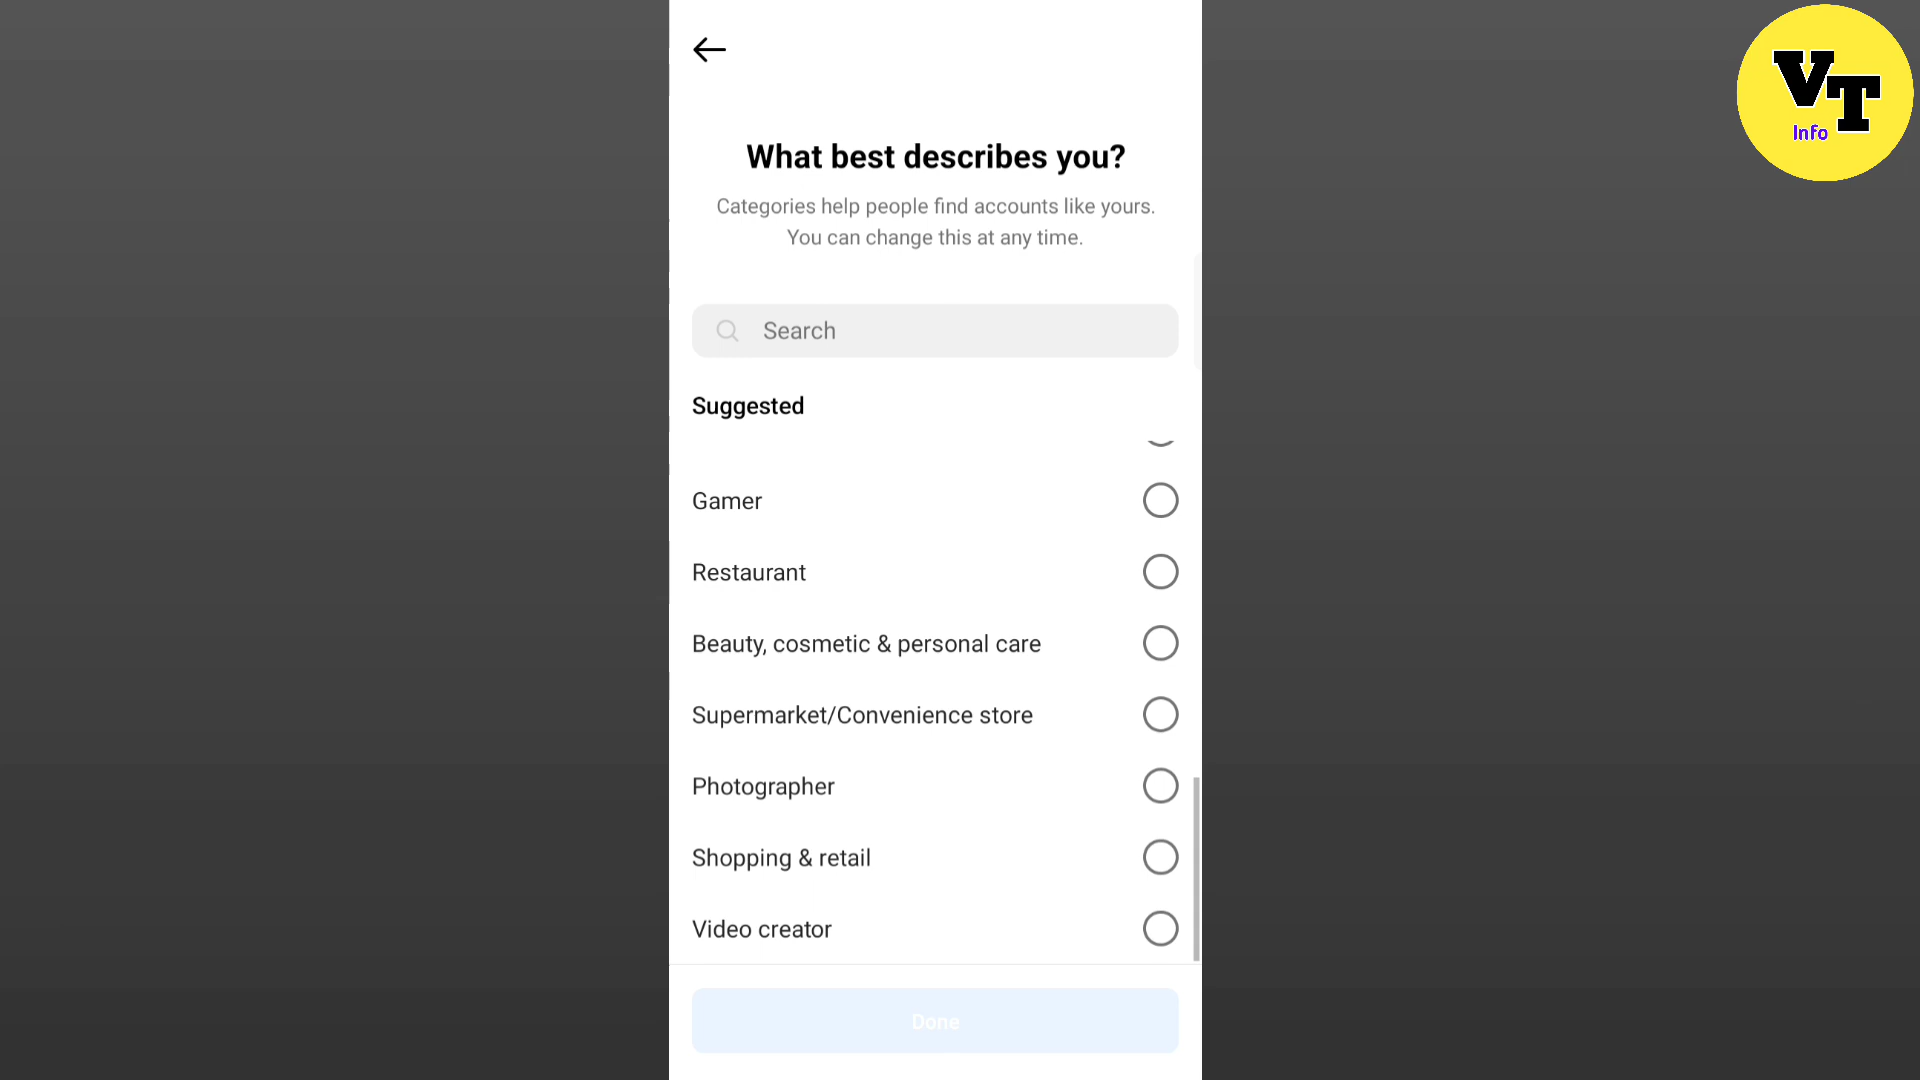 What best describes you?
Categories help people find accounts like yours.
You can change this at any time.
Search
Suggested
Gamer
Restaurant
Beauty, cosmetic & personal care
Supermarket/Convenience store
Photographer
Shopping & retail
Video creator
Done
VT
Info